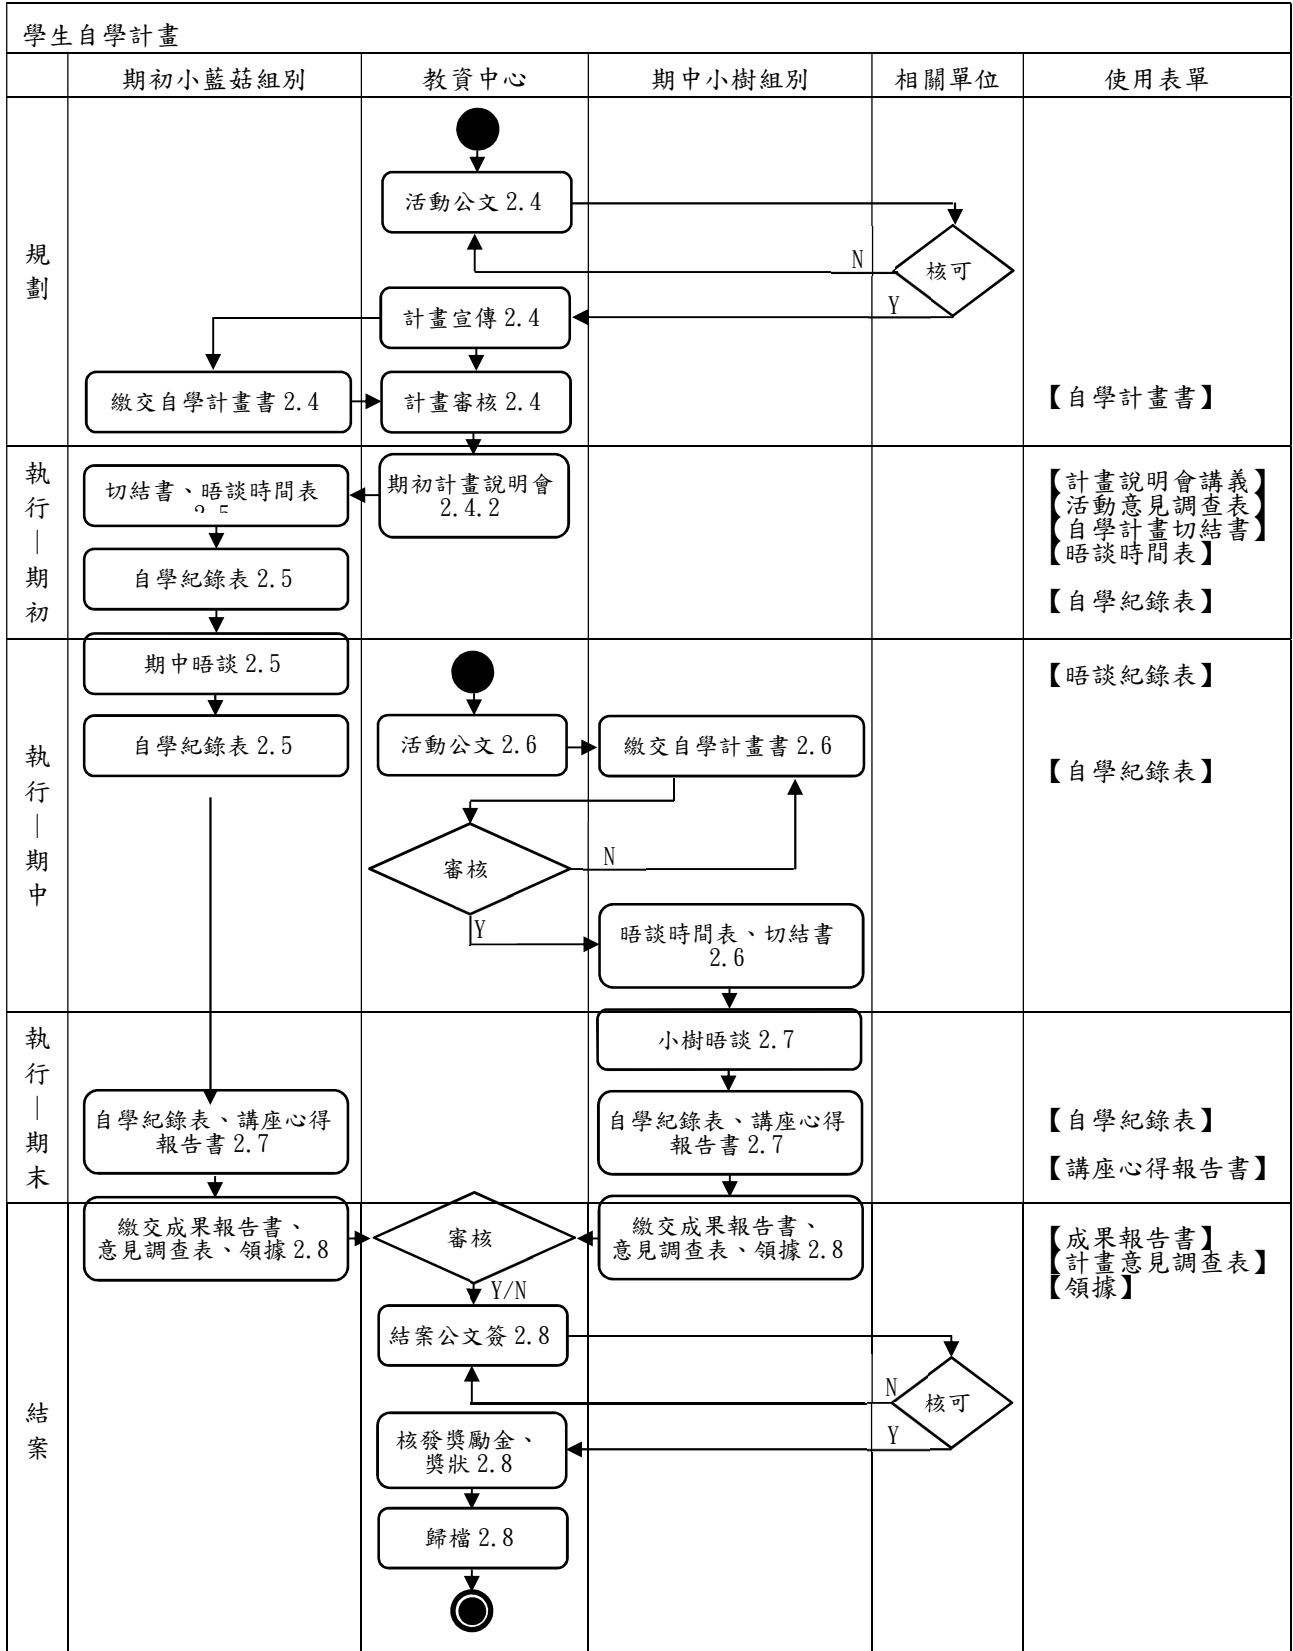 學生自學計畫
期初小藍菇組別
教資中心
期中小樹組別
相關單位
使用表單
規
劃
活動公文 2.4
核可
N
Y
計畫宣傳 2.4
繳交自學計畫書 2.4
計畫審核 2.4
【自學計畫書】
執
行
｜
期
初
切結書、晤談時間表
期初計畫說明會
2.4.2
【計畫說明會講義】
【活動意見調查表】
【自學計畫切結書】
【晤談時間表】
自學紀錄表 2.5
【自學紀錄表】
執
行
｜
期
中
期中晤談 2.5
【晤談紀錄表】
自學紀錄表 2.5
活動公文 2.6
繳交自學計畫書 2.6
【自學紀錄表】
審核
N
Y
晤談時間表、切結書
2.6
執
行
｜
期
末
小樹晤談 2.7
自學紀錄表、講座心得
報告書 2.7
自學紀錄表、講座心得
報告書 2.7
【自學紀錄表】
【講座心得報告書】
結
案
繳交成果報告書、
意見調查表、領據 2.8
審核
繳交成果報告書、
意見調查表、領據 2.8
【成果報告書】
【計畫意見調查表】
【領據】
Y/N
結案公文簽 2.8
核可
N
Y
核發獎勵金、
獎狀 2.8
歸檔 2.8